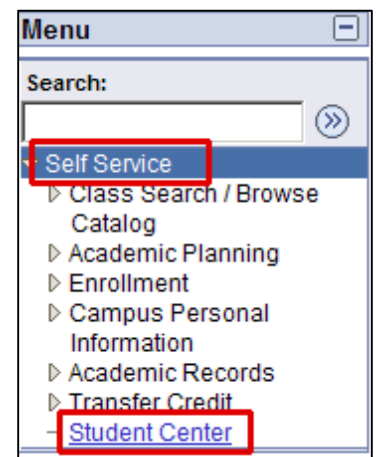 Menu
Search:
Self Service
Class Search / Browse
Catalog
Academic Planning
Enrollment
Campus Personal
Information
Academic Records
Transfer Credit
Student Center